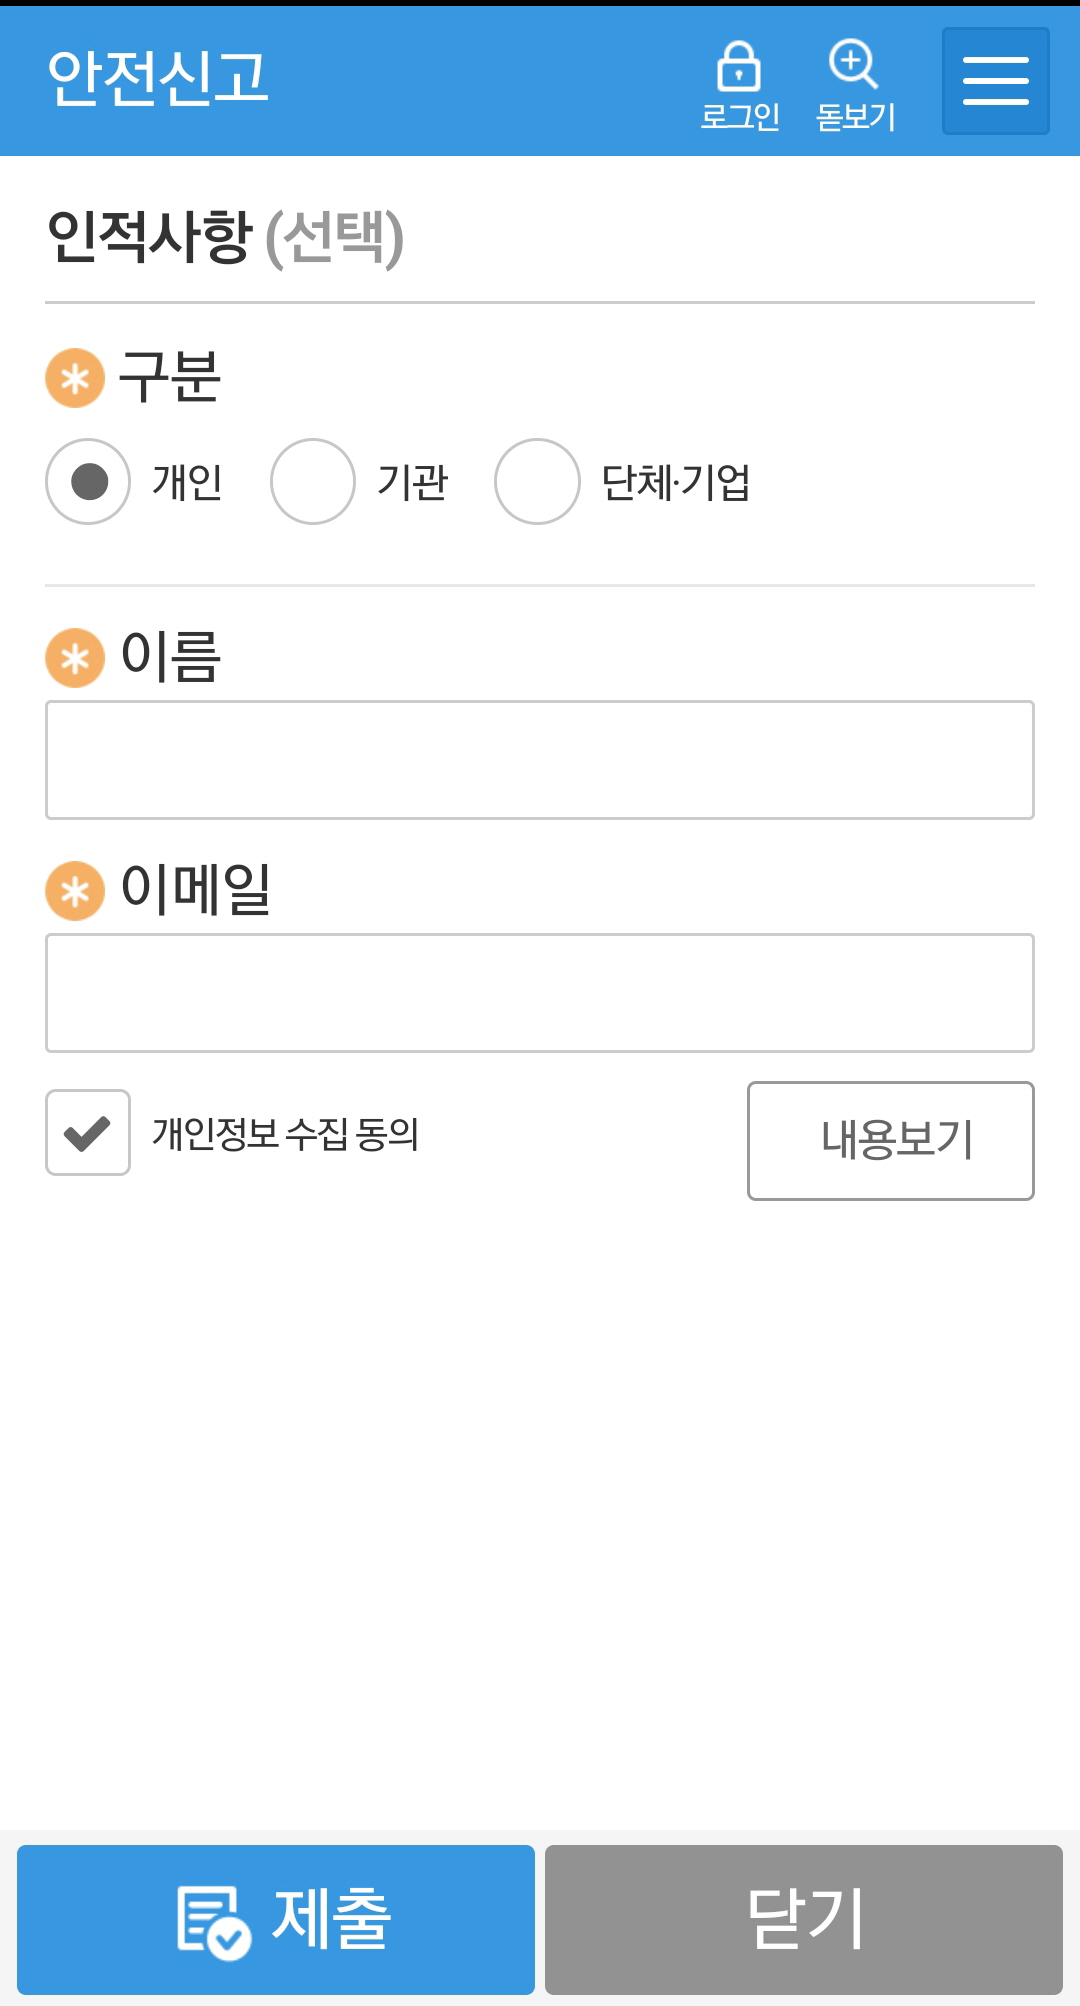 안전신고
로그인 돋보기
인적사항 (선택)
구분
개인 기관 단체·기업
이름
이메일
개인정보 수집 동의 내용보기
제출 닫기